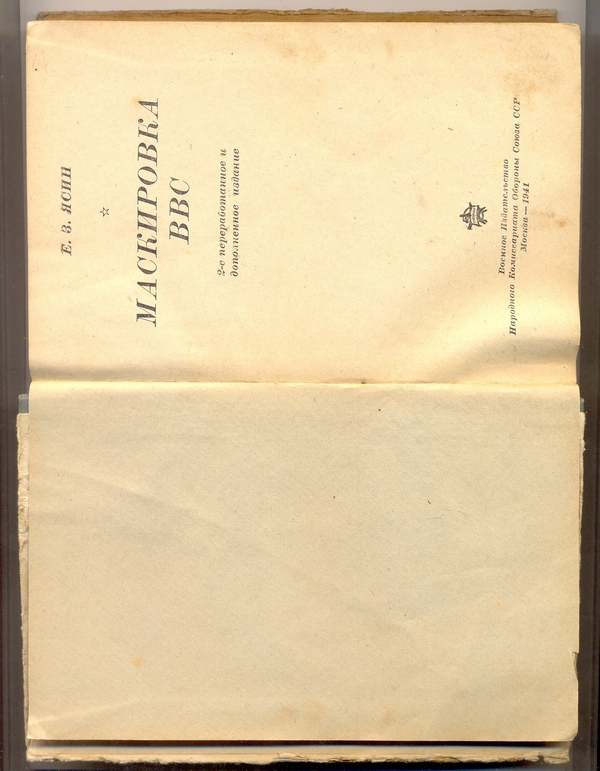 Е. З. ЯСИН
МАСКИРОВКА
ВВС
2-е переработанное и
дополненное издание
Военное Издательство
Народного Комиссариата Обороны Союза ССР
Москва — 1941